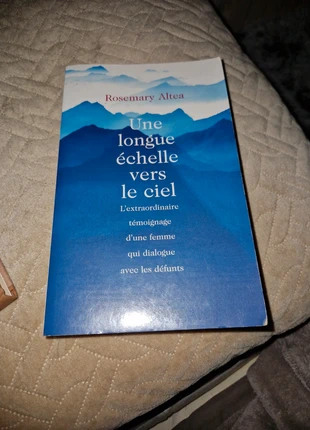 Rosemary Altea
Une
longue
échelle
vers
le ciel
L'extraordinaire
témoignage
d'une femme
qui dialogue
avec les défunts